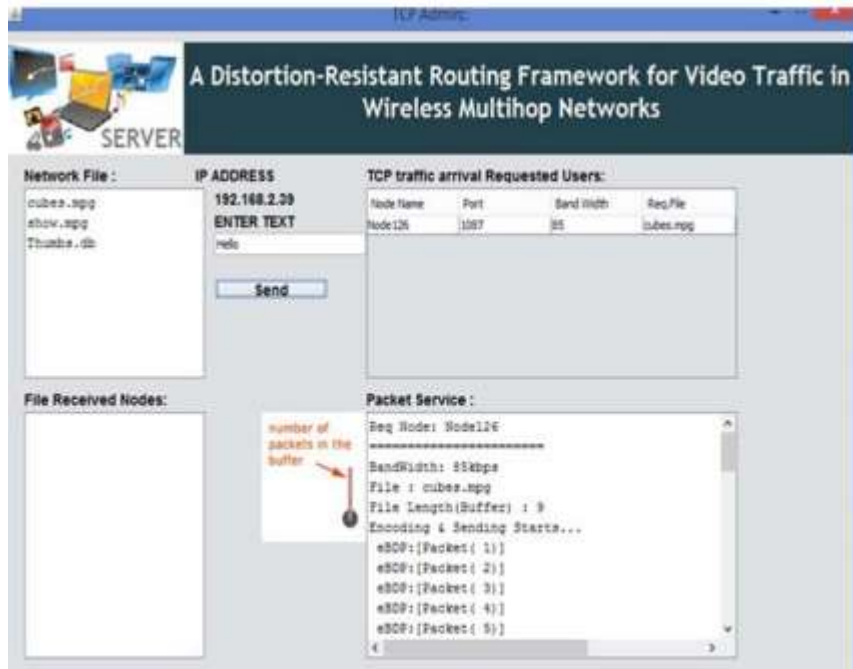 TCP Admin:
A Distortion-Resistant Routing Framework for Video Traffic in
Wireless Multihop Networks
SERVER
Network File :
cubes.mpg
show.mpg
Thumbs.db
IP ADDRESS
192.168.2.39
ENTER TEXT
Hello
Send
TCP traffic arrival Requested Users:
Node Name Port Band Width Req.File
Node126 1087 85 cubes.mpg
File Received Nodes:
number of
packets in the
buffer
Packet Service :
Req Node: Node126
========================
BandWidth: 85kbps
File : cubes.mpg
File Length(Buffer) : 9
Encoding & Sending Starts...
eBDP:[Packet( 1)]
eBDP:[Packet( 2)]
eBDP:[Packet( 3)]
eBDP:[Packet( 4)]
eBDP:[Packet( 5)]